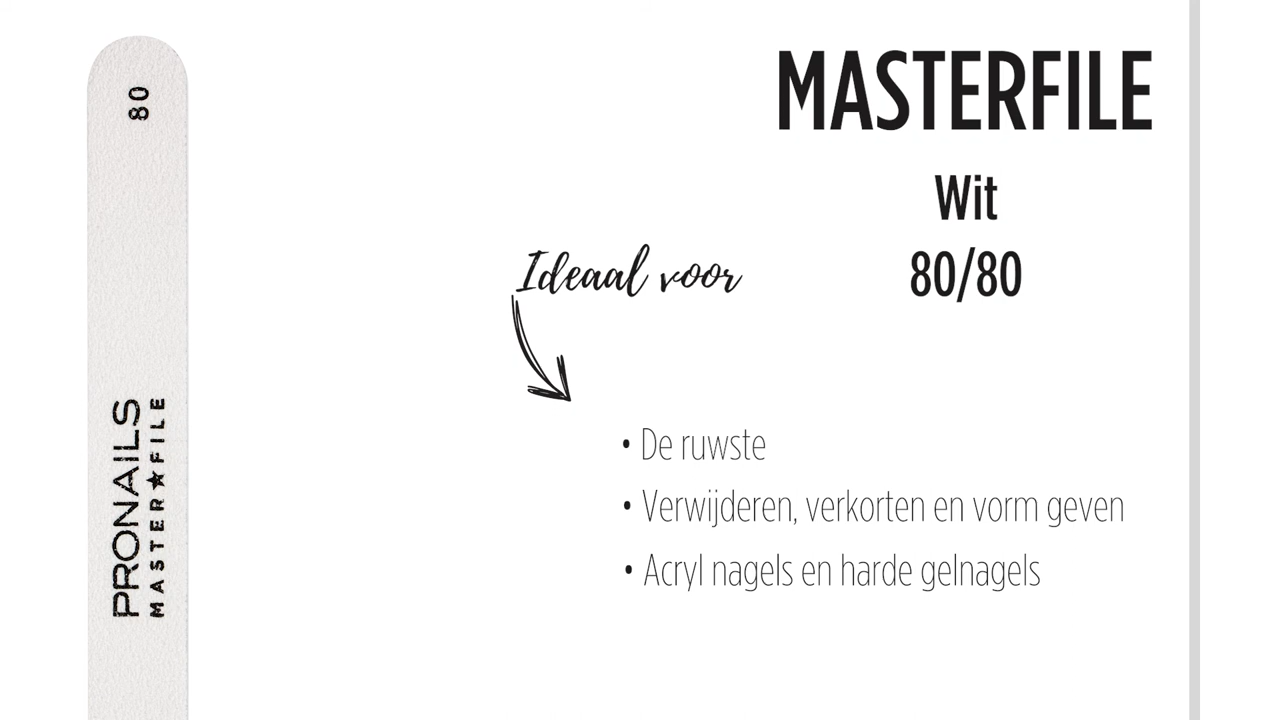 80
PRONAILS
MASTER★FILE
MASTERFILE
Wit
80/80
Ideaal voor
• De ruwste
• Verwijderen, verkorten en vorm geven
• Acryl nagels en harde gelnagels